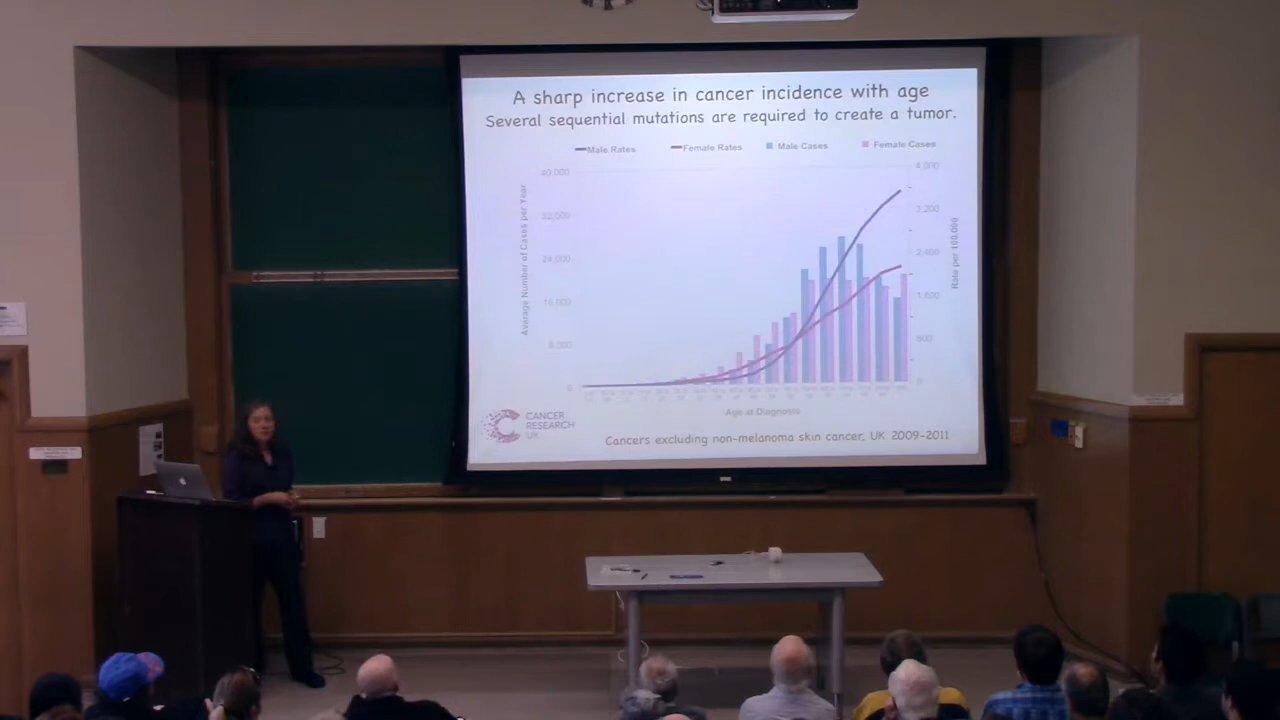 A sharp increase in cancer incidence with age
Several sequential mutations are required to create a tumor.
Male Rates Female Rates Male Cases Female Cases
40,000 4,000
32,000 3,200
24,000 2,400
16,000 1,600
8,000 800
0 0
Average Number of Cases per Year
Rate per 100,000
Age at Diagnosis
CANCER
RESEARCH
UK
Cancers excluding non-melanoma skin cancer, UK 2009-2011